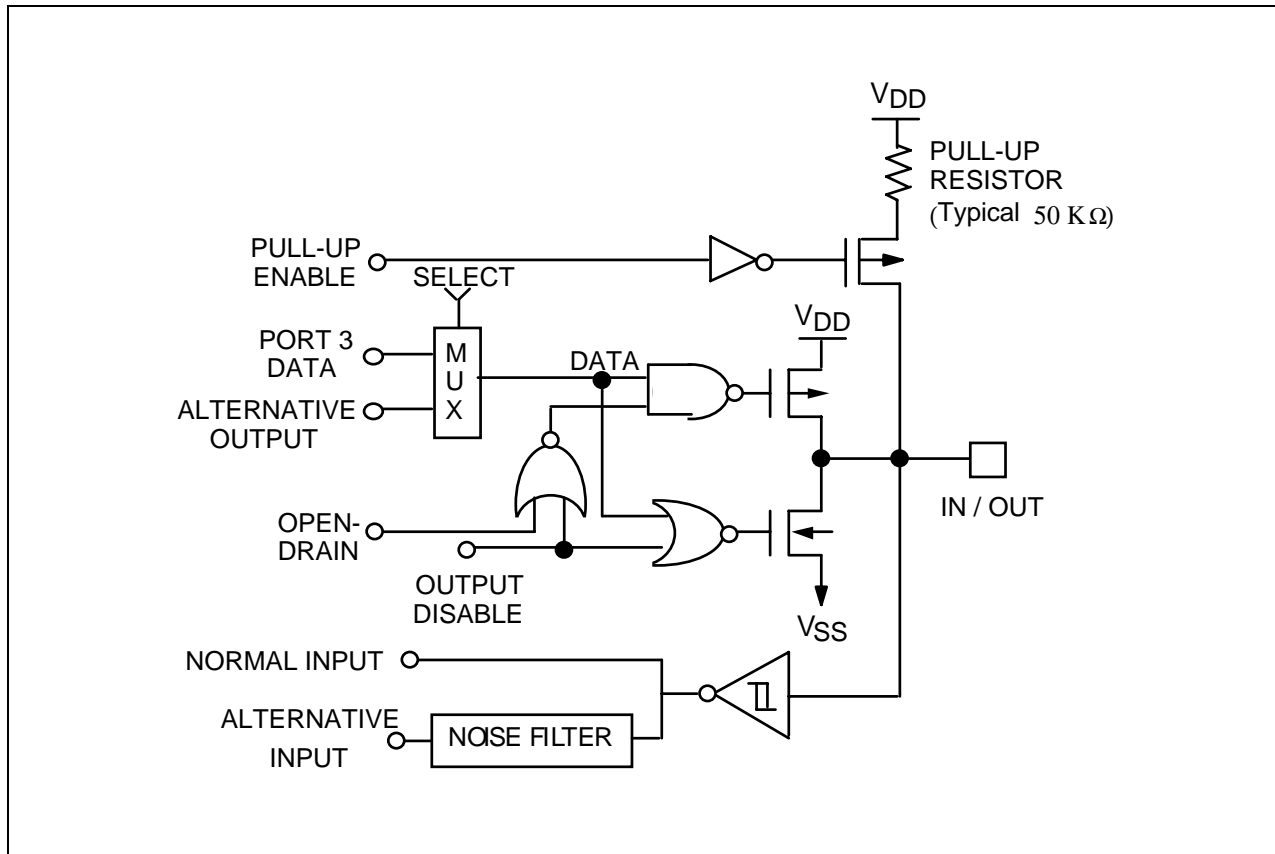 VDD
PULL-UP
RESISTOR
(Typical 50 KΩ)
PULL-UP
ENABLE
SELECT
VDD
PORT 3
DATA
M
U
X
DATA
ALTERNATIVE
OUTPUT
IN / OUT
OPEN-
DRAIN
OUTPUT
DISABLE
VSS
NORMAL INPUT
ALTERNATIVE
INPUT
NOISE FILTER